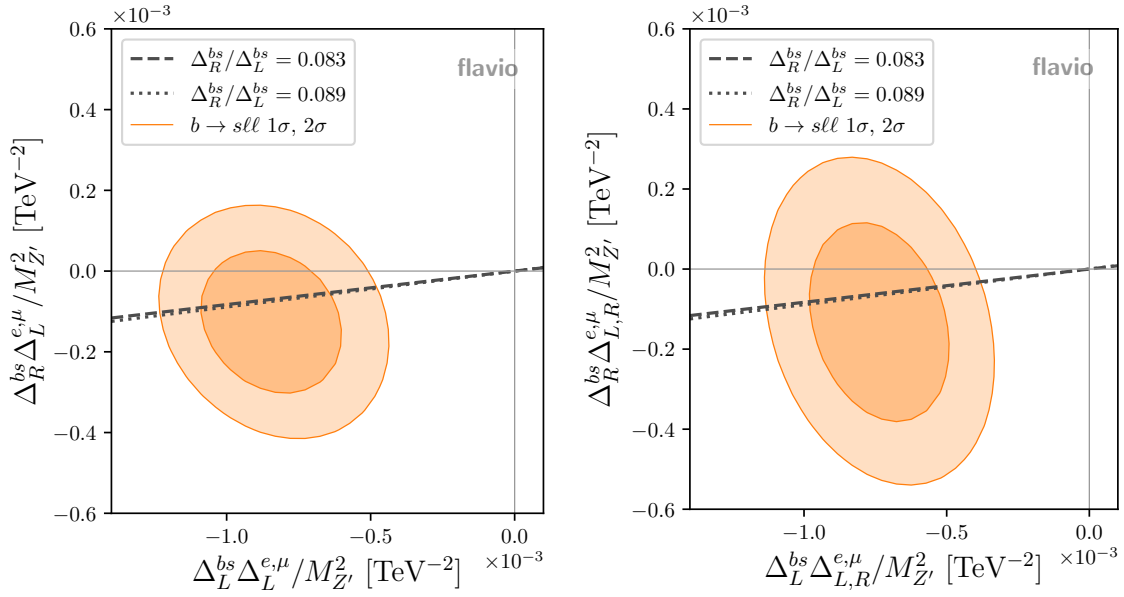 ×10⁻³
0.6
0.4
0.2
0.0
−0.2
−0.4
−0.6
Δ_R^{bs} Δ_L^{e,μ}/M_{Z′}^2 [TeV⁻²]
Δ_R^{bs}/Δ_L^{bs} = 0.083
Δ_R^{bs}/Δ_L^{bs} = 0.089
b → sℓℓ 1σ, 2σ
flavio
−1.0 −0.5 0.0
×10⁻³
Δ_L^{bs} Δ_L^{e,μ}/M_{Z′}^2 [TeV⁻²]
×10⁻³
0.6
0.4
0.2
0.0
−0.2
−0.4
−0.6
Δ_R^{bs} Δ_{L,R}^{e,μ}/M_{Z′}^2 [TeV⁻²]
Δ_R^{bs}/Δ_L^{bs} = 0.083
Δ_R^{bs}/Δ_L^{bs} = 0.089
b → sℓℓ 1σ, 2σ
flavio
−1.0 −0.5 0.0
×10⁻³
Δ_L^{bs} Δ_{L,R}^{e,μ}/M_{Z′}^2 [TeV⁻²]